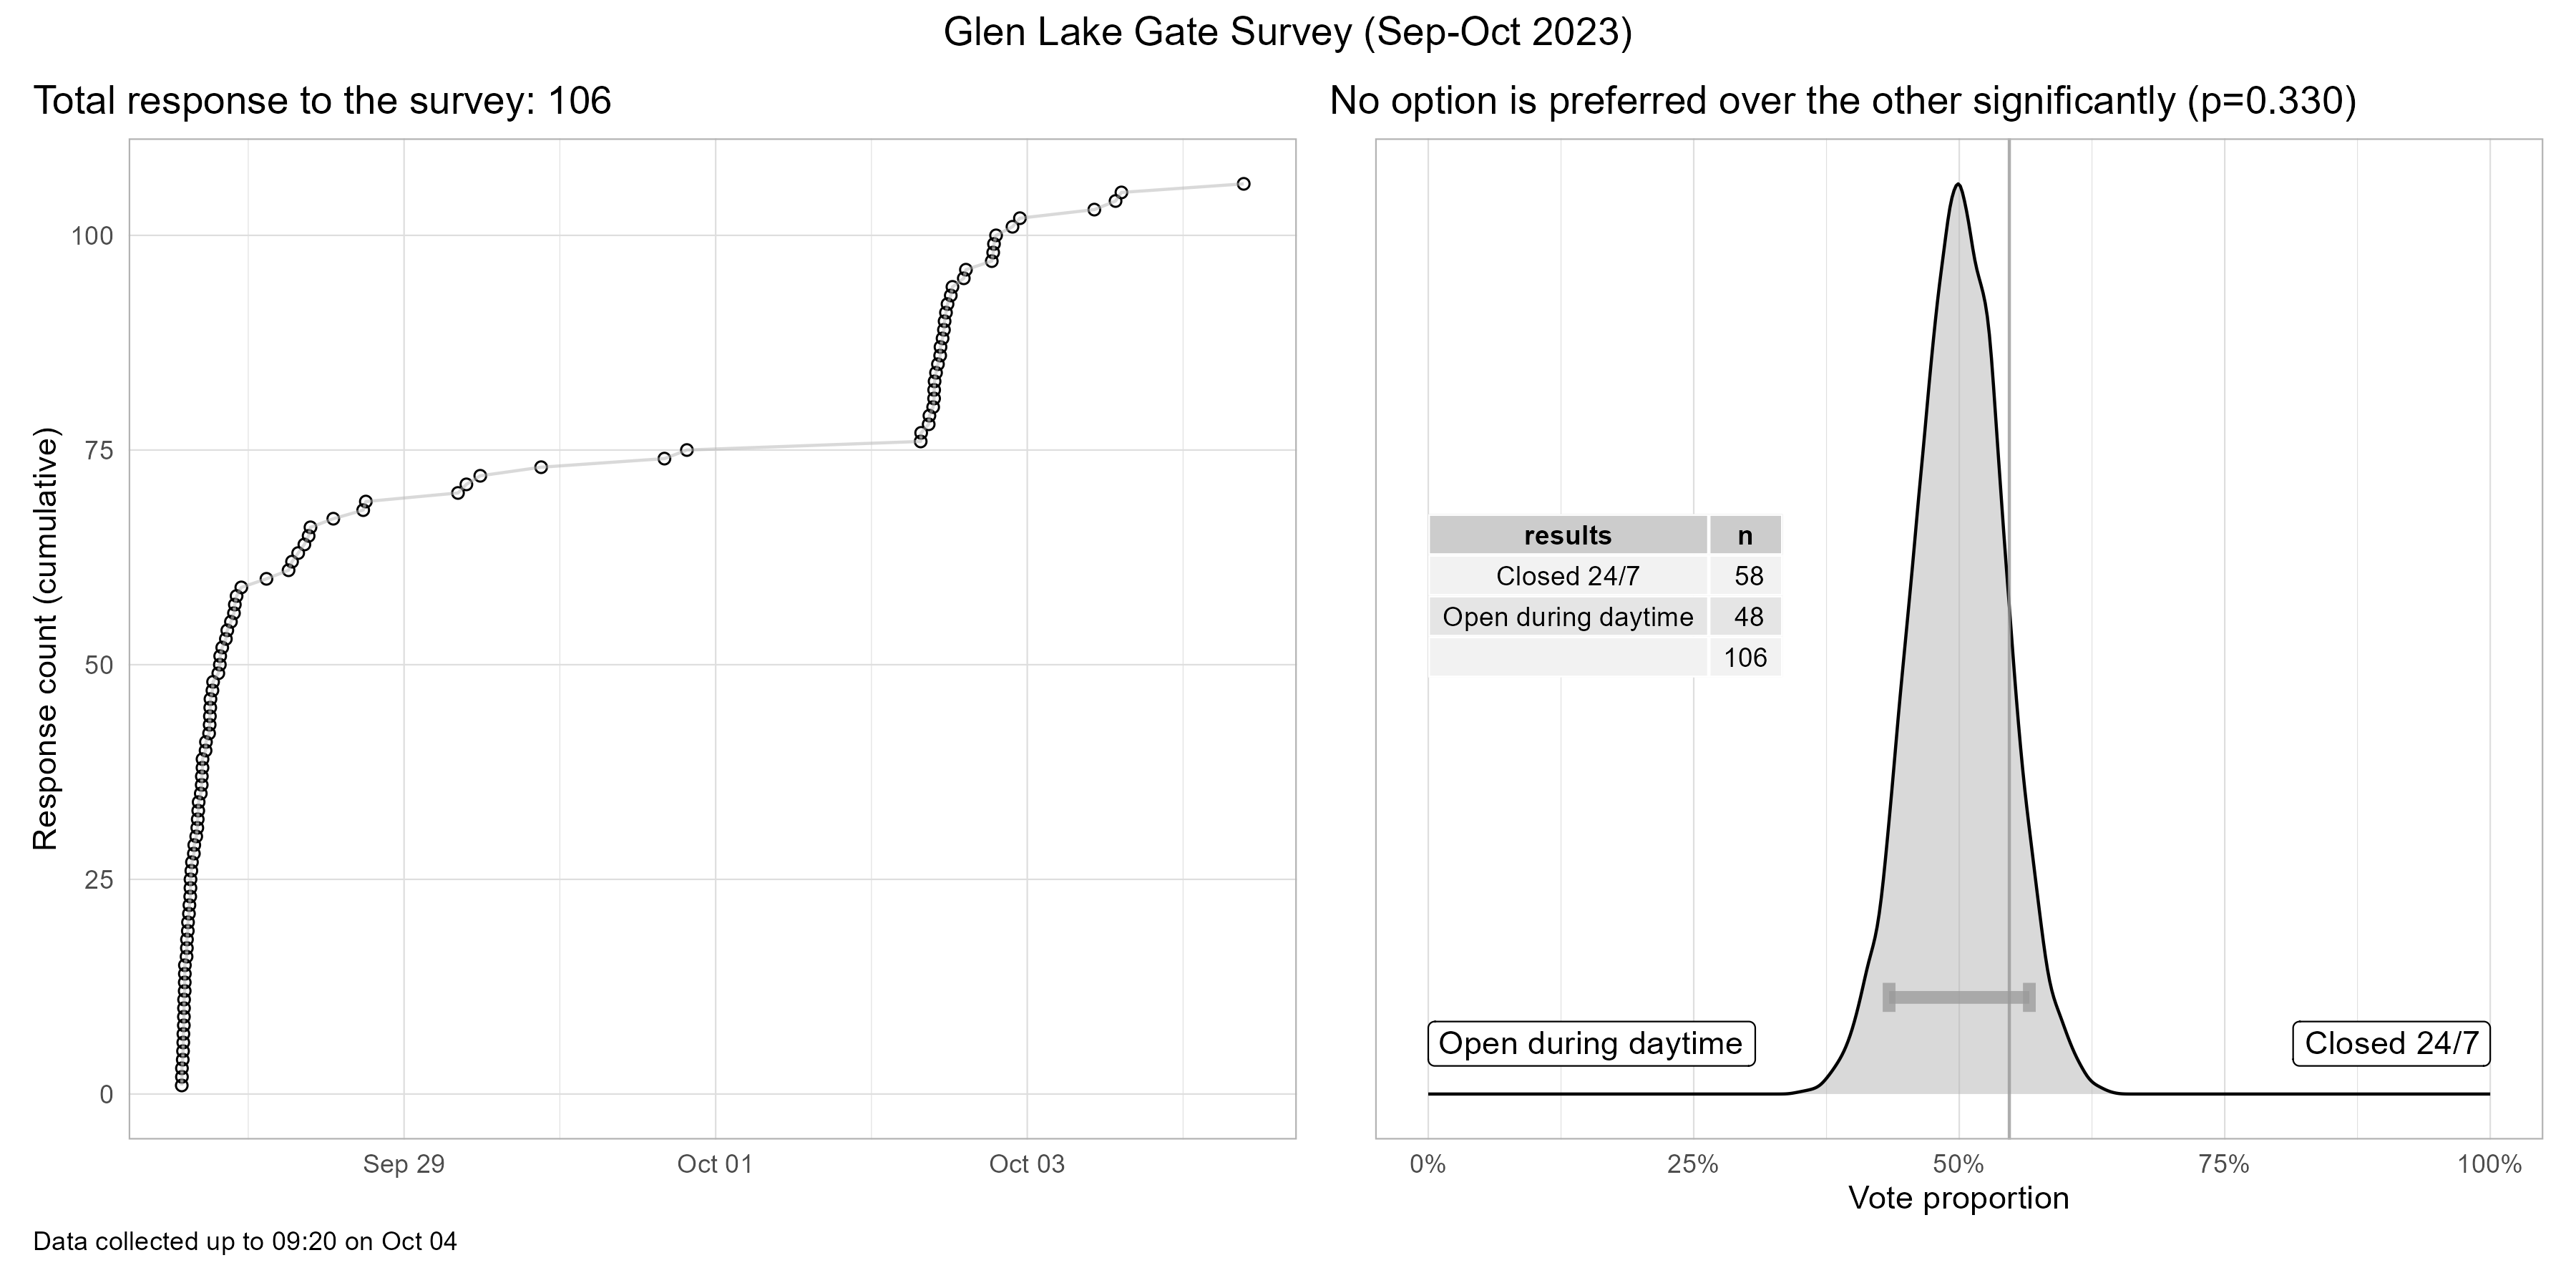 Glen Lake Gate Survey (Sep-Oct 2023)
Total response to the survey: 106
Response count (cumulative)
100
75
50
25
0
Sep 29 Oct 01 Oct 03
Data collected up to 09:20 on Oct 04
No option is preferred over the other significantly (p=0.330)
results n
Closed 24/7 58
Open during daytime 48
106
Open during daytime
Closed 24/7
0% 25% 50% 75% 100%
Vote proportion